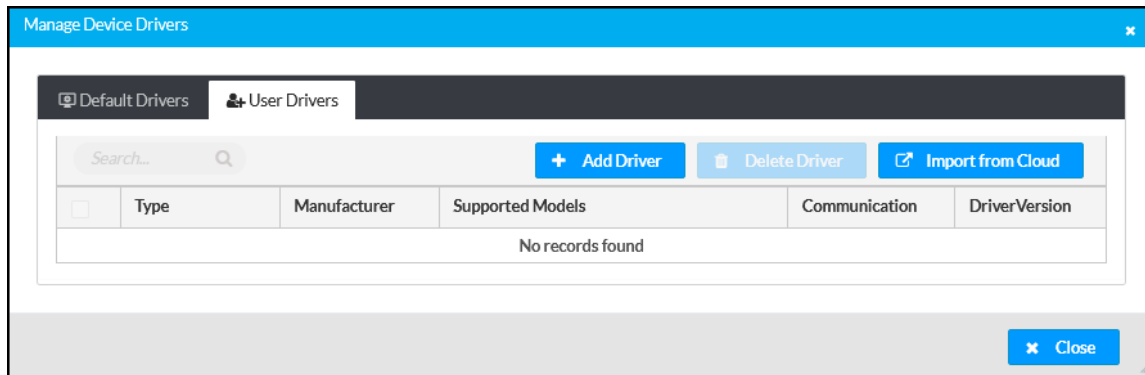 Manage Device Drivers
Default Drivers User Drivers
Search... Add Driver Delete Driver Import from Cloud
Type Manufacturer Supported Models Communication DriverVersion
No records found
Close